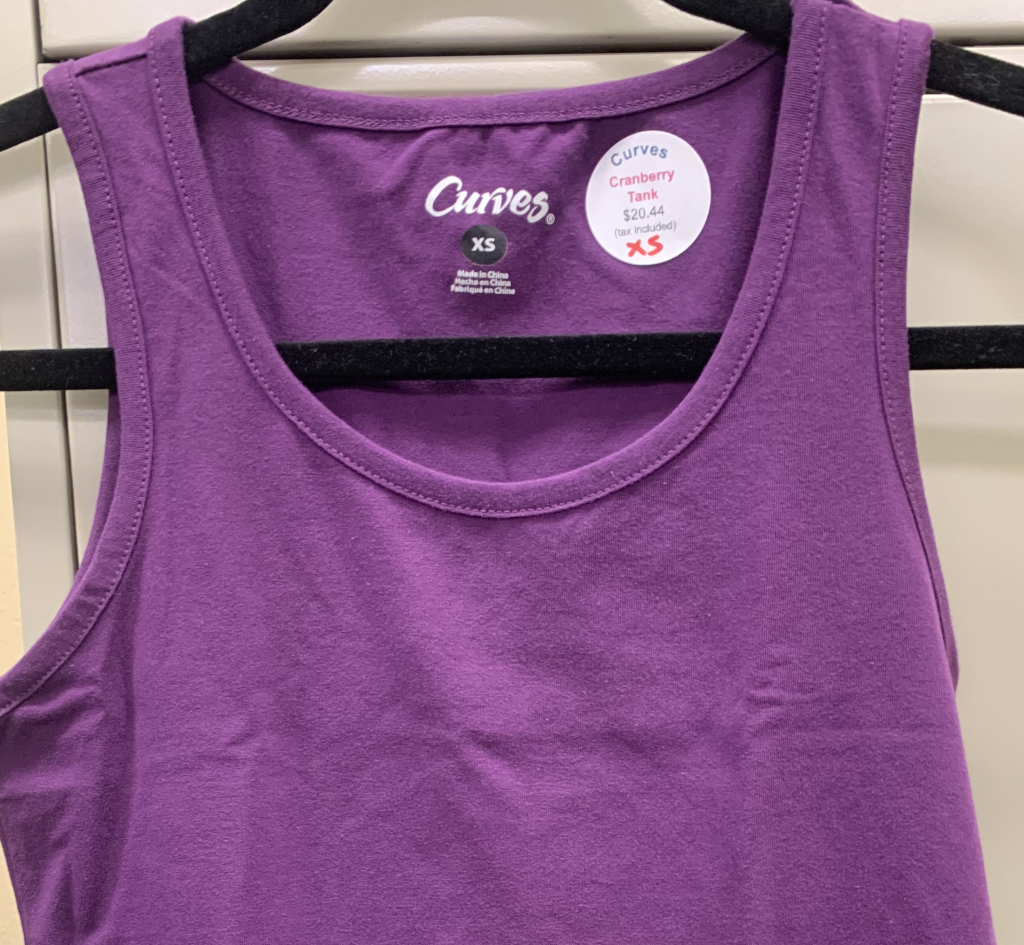 Curves®
XS
Made in China
Hecho en China
Fabriqué en Chine
Curves
Cranberry
Tank
$20.44
(tax included)
XS